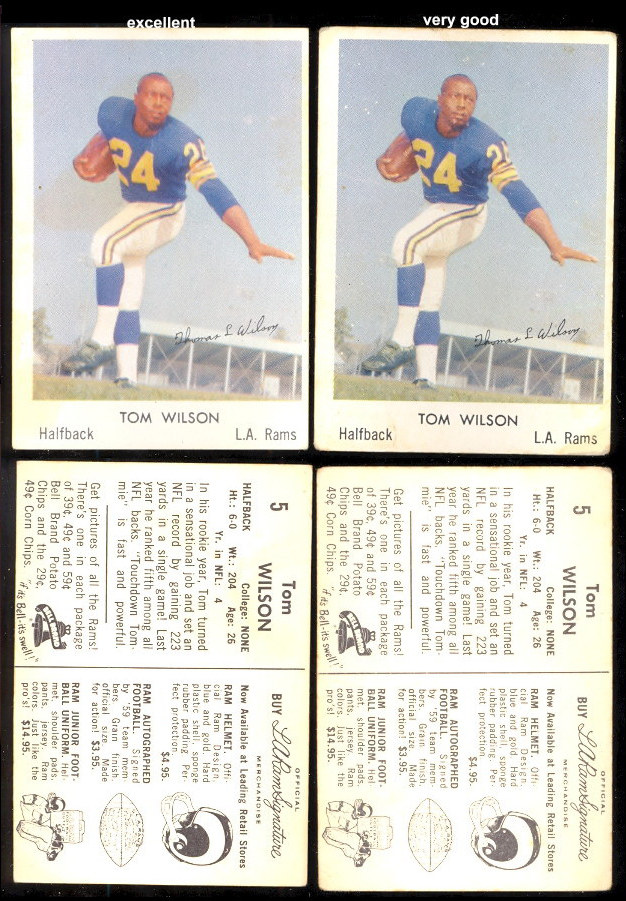 excellent
very good
24
24
Thomas L Wilson
Thomas L Wilson
TOM WILSON
Halfback
L.A. Rams
TOM WILSON
Halfback
L.A. Rams
5
Tom
WILSON
HALFBACK
College: NONE
Ht.: 6-0 Wt.: 204 Age: 26
Yr. in NFL: 4
In his rookie year, Tom turned
in a sensational job and set an
NFL record by gaining 223
yards in a single game! Last
year he ranked fifth among all
NFL backs. "Touchdown Tom-
mie" is fast and powerful.
Get pictures of all the Rams!
There's one in each package
of 39¢, 49¢ and 59¢
Bell Brand Potato
Chips and the 29¢,
49¢ Corn Chips.
"if its Bell-it's swell!"
OFFICIAL
BUY LA Ram Signature
MERCHANDISE
Now Available at Leading Retail Stores
RAM HELMET. Offi-
cial Ram Design,
blue and gold. Hard
plastic shell, sponge
rubber padding. Per-
fect protection.
$4.95.
RAM AUTOGRAPHED
FOOTBALL. Signed
by '59 team mem-
bers. Grain finish,
official size. Made
for action! $3.95.
RAM JUNIOR FOOT-
BALL UNIFORM. Hel-
met, shoulder pads,
pants, jersey. Ram
colors. Just like the
pro's! $14.95.
5
Tom
WILSON
HALFBACK
College: NONE
Ht.: 6-0 Wt.: 204 Age: 26
Yr. in NFL: 4
In his rookie year, Tom turned
in a sensational job and set an
NFL record by gaining 223
yards in a single game! Last
year he ranked fifth among all
NFL backs. "Touchdown Tom-
mie" is fast and powerful.
Get pictures of all the Rams!
There's one in each package
of 39¢, 49¢ and 59¢
Bell Brand Potato
Chips and the 29¢,
49¢ Corn Chips.
"if its Bell-it's swell!"
OFFICIAL
BUY LA Ram Signature
MERCHANDISE
Now Available at Leading Retail Stores
RAM HELMET. Offi-
cial Ram Design,
blue and gold. Hard
plastic shell, sponge
rubber padding. Per-
fect protection.
$4.95.
RAM AUTOGRAPHED
FOOTBALL. Signed
by '59 team mem-
bers. Grain finish,
official size. Made
for action! $3.95.
RAM JUNIOR FOOT-
BALL UNIFORM. Hel-
met, shoulder pads,
pants, jersey. Ram
colors. Just like the
pro's! $14.95.